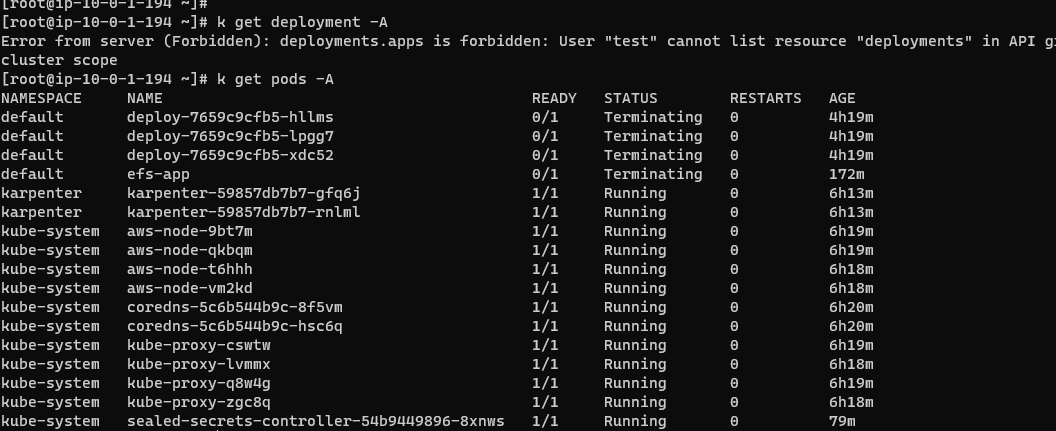 [root@ip-10-0-1-194 ~]#
[root@ip-10-0-1-194 ~]# k get deployment -A
Error from server (Forbidden): deployments.apps is forbidden: User "test" cannot list resource "deployments" in API
cluster scope
[root@ip-10-0-1-194 ~]# k get pods -A
NAMESPACE NAME READY STATUS RESTARTS AGE
default deploy-7659c9cfb5-hllms 0/1 Terminating 0 4h19m
default deploy-7659c9cfb5-lpgg7 0/1 Terminating 0 4h19m
default deploy-7659c9cfb5-xdc52 0/1 Terminating 0 4h19m
default efs-app 0/1 Terminating 0 172m
karpenter karpenter-59857db7b7-gfq6j 1/1 Running 0 6h13m
karpenter karpenter-59857db7b7-rnlml 1/1 Running 0 6h13m
kube-system aws-node-9bt7m 1/1 Running 0 6h19m
kube-system aws-node-qkbqm 1/1 Running 0 6h19m
kube-system aws-node-t6hhh 1/1 Running 0 6h18m
kube-system aws-node-vm2kd 1/1 Running 0 6h18m
kube-system coredns-5c6b544b9c-8f5vm 1/1 Running 0 6h20m
kube-system coredns-5c6b544b9c-hsc6q 1/1 Running 0 6h20m
kube-system kube-proxy-cswtw 1/1 Running 0 6h19m
kube-system kube-proxy-lvmmx 1/1 Running 0 6h18m
kube-system kube-proxy-q8w4g 1/1 Running 0 6h19m
kube-system kube-proxy-zgc8q 1/1 Running 0 6h18m
kube-system sealed-secrets-controller-54b9449896-8xnws 1/1 Running 0 79m